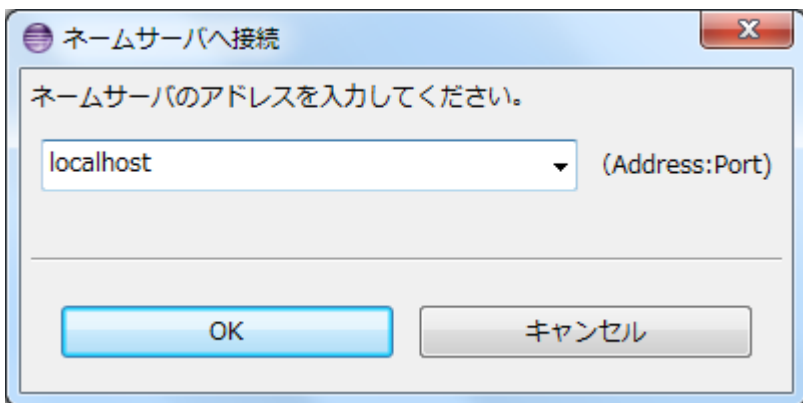 ネームサーバへ接続
ネームサーバのアドレスを入力してください。
localhost (Address:Port)
OK キャンセル